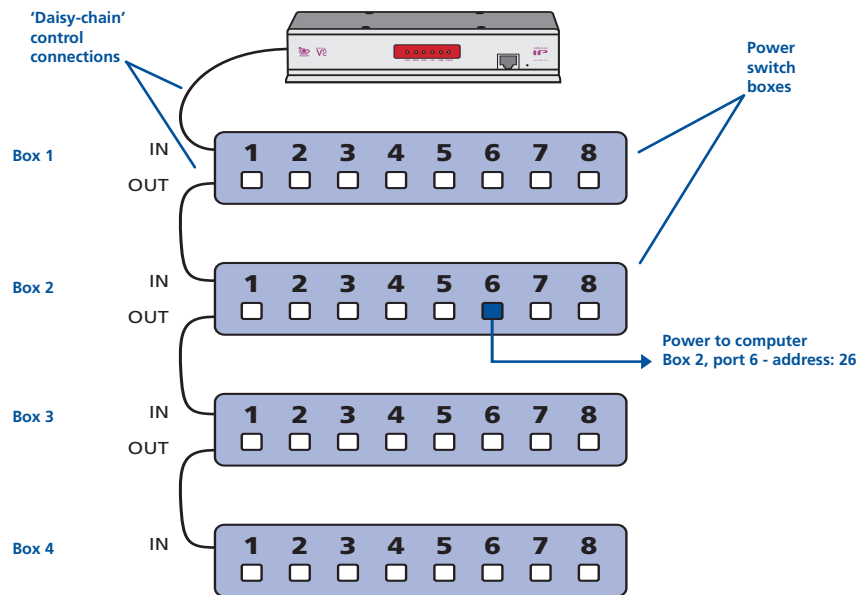 ‘Daisy-chain’
control
connections
Power
switch
boxes
Box 1
IN
1 2 3 4 5 6 7 8
OUT
Box 2
IN
1 2 3 4 5 6 7 8
OUT
Power to computer
Box 2, port 6 - address: 26
Box 3
IN
1 2 3 4 5 6 7 8
OUT
Box 4
IN
1 2 3 4 5 6 7 8